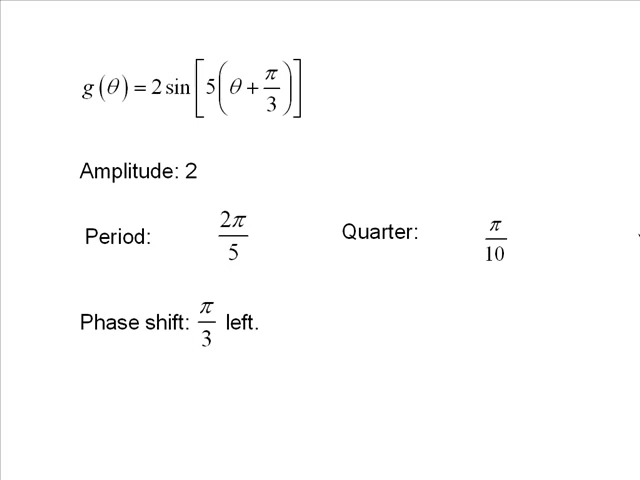 g(θ) = 2 sin[5(θ + π/3)]
Amplitude: 2
Period: 2π/5 Quarter: π/10
Phase shift: π/3 left.